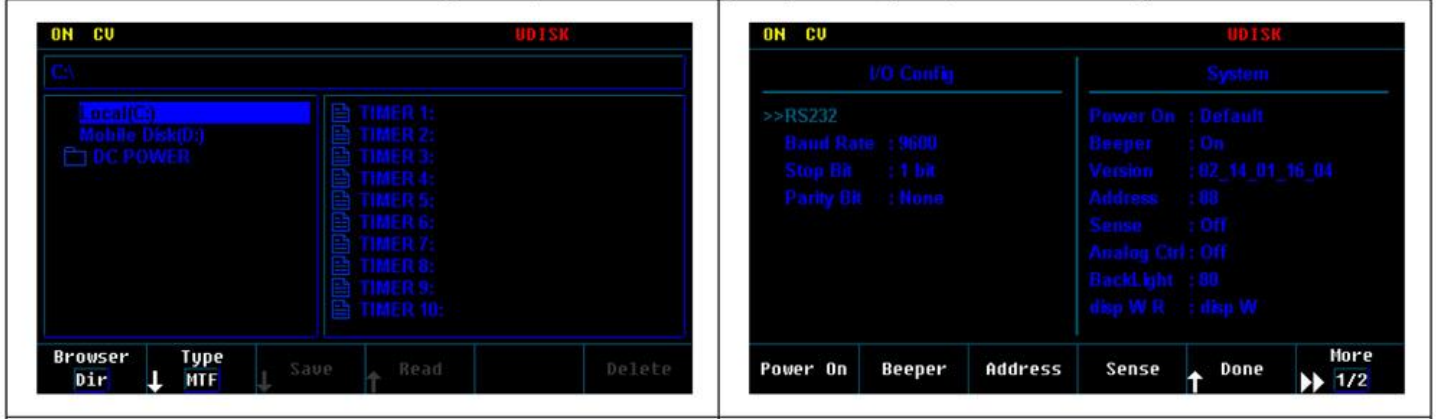 ON CV UDISK
C:\
Local(C:)
Mobile Disk(D:)
DC POWER
TIMER 1:
TIMER 2:
TIMER 3:
TIMER 4:
TIMER 5:
TIMER 6:
TIMER 7:
TIMER 8:
TIMER 9:
TIMER 10:
Browser Type Save Read Delete
Dir MTF
ON CV UDISK
I/O Config
>>RS232
Baud Rate : 9600
Stop Bit : 1 bit
Parity Bit : None
System
Power On : Default
Beeper : On
Version : 02_14_01_16_04
Address : 88
Sense : Off
Analog Ctrl : Off
BackLight : 80
disp W R : disp W
Power On Beeper Address Sense Done More
1/2